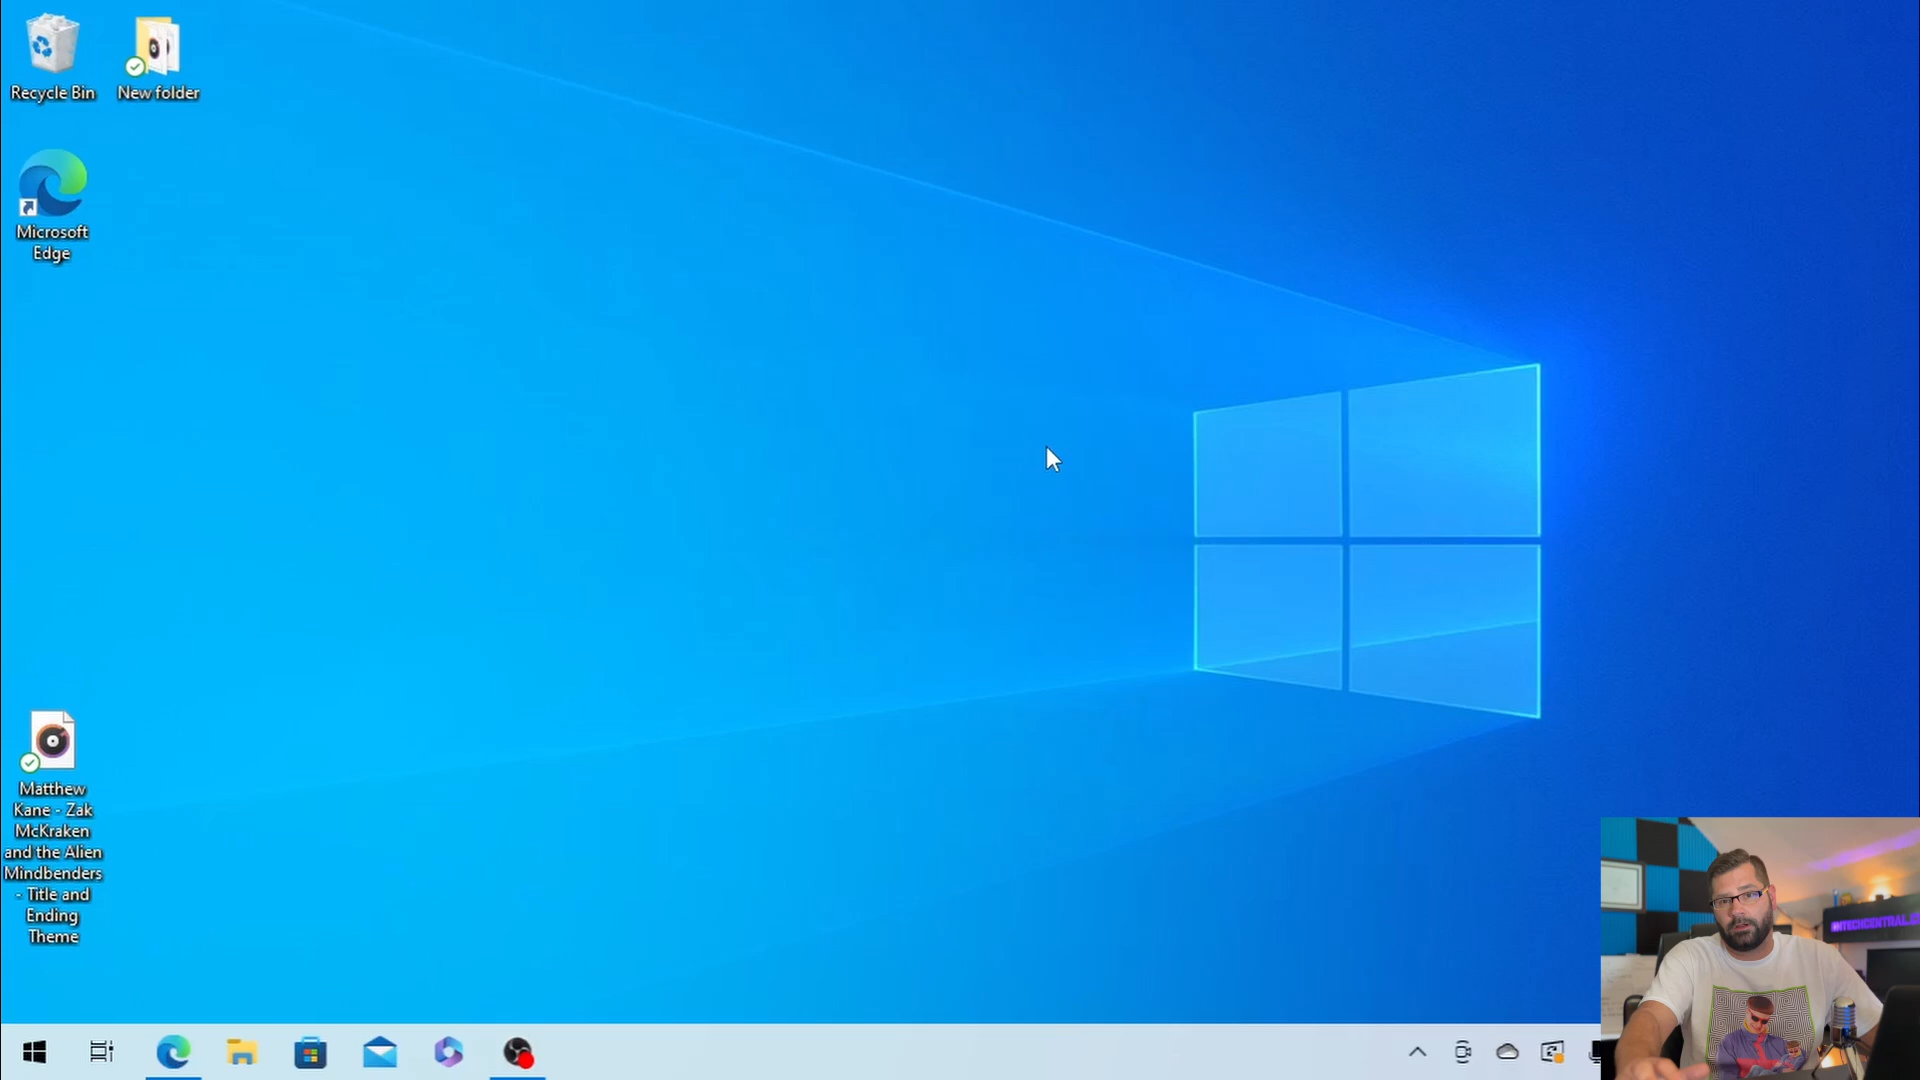 Recycle Bin
New folder
Microsoft
Edge
Matthew
Kane - Zak
McKraken
and the Alien
Mindbenders
- Title and
Ending
Theme